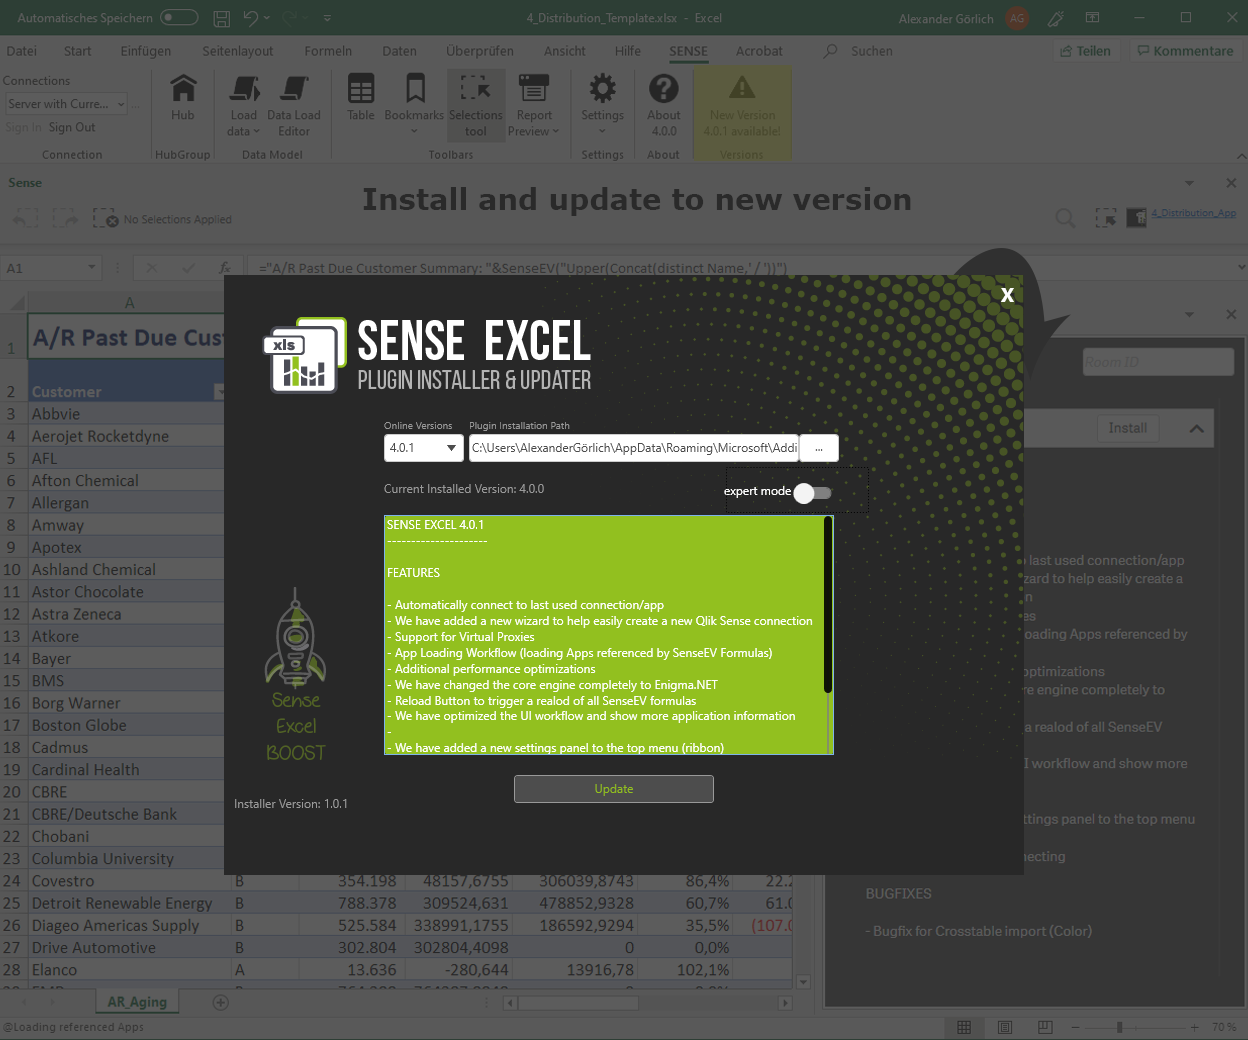 Automatisches Speichern
4_Distribution_Template.xlsx - Excel
Alexander Görlich AG
Datei Start Einfügen Seitenlayout Formeln Daten Überprüfen Ansicht Hilfe SENSE Acrobat Suchen Teilen Kommentare
Connections
Server with Curre...
Sign In Sign Out
Connection
Hub
HubGroup
Load data
Data Load Editor
Data Model
Table
Bookmarks
Selections tool
Report Preview
Toolbars
Settings
Settings
About 4.0.0
About
New Version 4.0.1 available!
Versions
Sense
Install and update to new version
No Selections Applied
4_Distribution_App
A1
fx
="A/R Past Due Customer Summary: "&SenseEV("Upper(Concat(distinct Name,' / '))")
A
1 A/R Past Due Cust
2 Customer
3 Abbvie
4 Aerojet Rocketdyne
5 AFL
6 Afton Chemical
7 Allergan
8 Amway
9 Apotex
10 Ashland Chemical
11 Astor Chocolate
12 Astra Zeneca
13 Atkore
14 Bayer
15 BMS
16 Borg Warner
17 Boston Globe
18 Cadmus
19 Cardinal Health
20 CBRE
21 CBRE/Deutsche Bank
22 Chobani
23 Columbia University
24 Covestro B 354.198 48157,6755 306039,8743 86,4% 22.2
25 Detroit Renewable Energy B 788.378 309524,631 478852,9328 60,7% 61.0
26 Diageo Americas Supply B 525.584 338991,1755 186592,9294 35,5% (107.0
27 Drive Automotive B 302.804 302804,4098 0 0,0%
28 Elanco A 13.636 -280,644 13916,78 102,1%
X
xls
SENSE EXCEL
PLUGIN INSTALLER & UPDATER
Online Versions Plugin Installation Path
4.0.1 C:\Users\AlexanderGörlich\AppData\Roaming\Microsoft\Addi ...
Current Installed Version: 4.0.0
expert mode
SENSE EXCEL 4.0.1
---------------------
FEATURES
- Automatically connect to last used connection/app
- We have added a new wizard to help easily create a new Qlik Sense connection
- Support for Virtual Proxies
- App Loading Workflow (loading Apps referenced by SenseEV Formulas)
- Additional performance optimizations
- We have changed the core engine completely to Enigma.NET
- Reload Button to trigger a realod of all SenseEV formulas
- We have optimized the UI workflow and show more application information
-
- We have added a new settings panel to the top menu (ribbon)
Sense
Excel
BOOST
Update
Installer Version: 1.0.1
Room ID
Install
last used connection/app
zard to help easily create a
n
es
oading Apps referenced by
optimizations
re engine completely to
a realod of all SenseEV
I workflow and show more
ttings panel to the top menu
necting
BUGFIXES
- Bugfix for Crosstable import (Color)
AR_Aging
@Loading referenced Apps
70 %